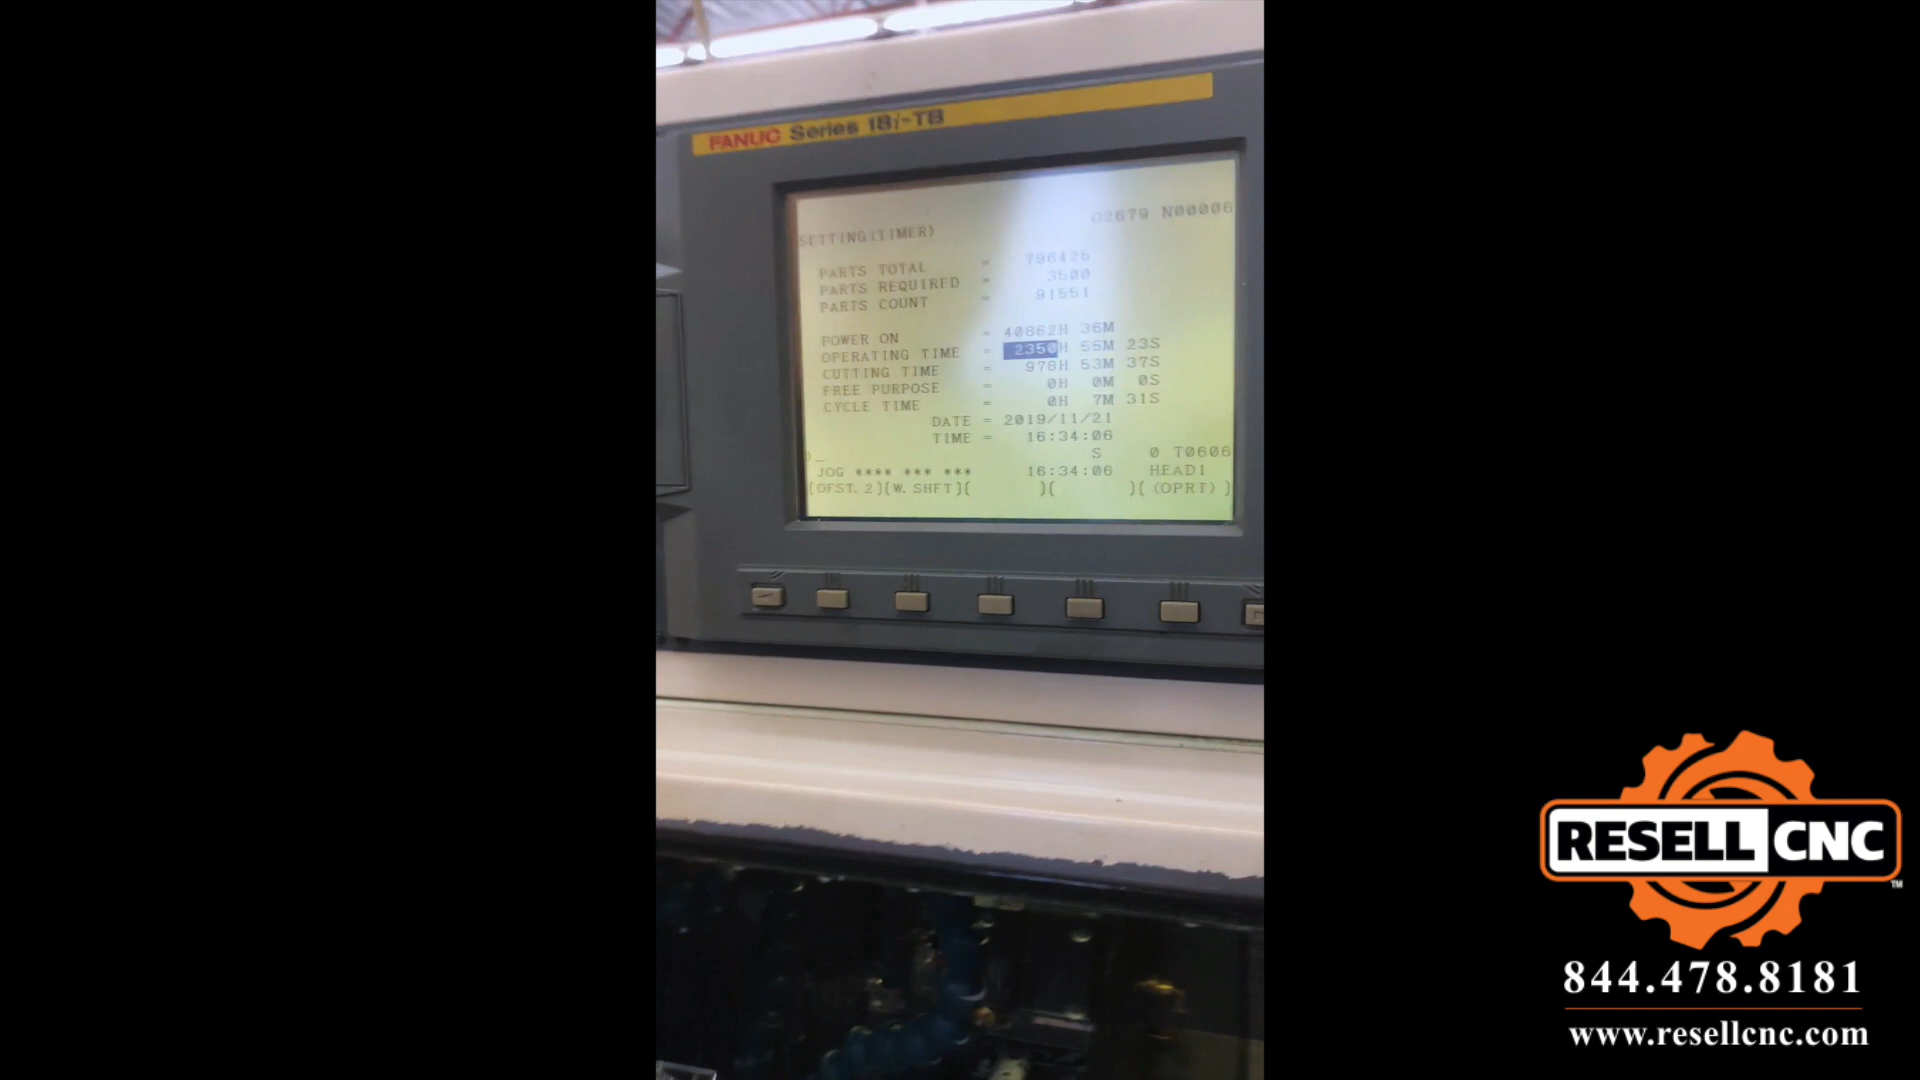 FANUC Series 18i-TB
O2679 N00006
SETTING(TIMER)
PARTS TOTAL = 796425
PARTS REQUIRED = 3500
PARTS COUNT = 91551
POWER ON = 40862H 36M
OPERATING TIME = 2350H 55M 23S
CUTTING TIME = 978H 53M 37S
FREE PURPOSE = 0H 0M 0S
CYCLE TIME = 0H 7M 31S
DATE = 2019/11/21
TIME = 16:34:06
)_
S 0 T0606
JOG **** *** *** 16:34:06 HEAD1
[OFST.2][W.SHFT][ ][ ][(OPRT)]
RESELL CNC
TM
844.478.8181
www.resellcnc.com